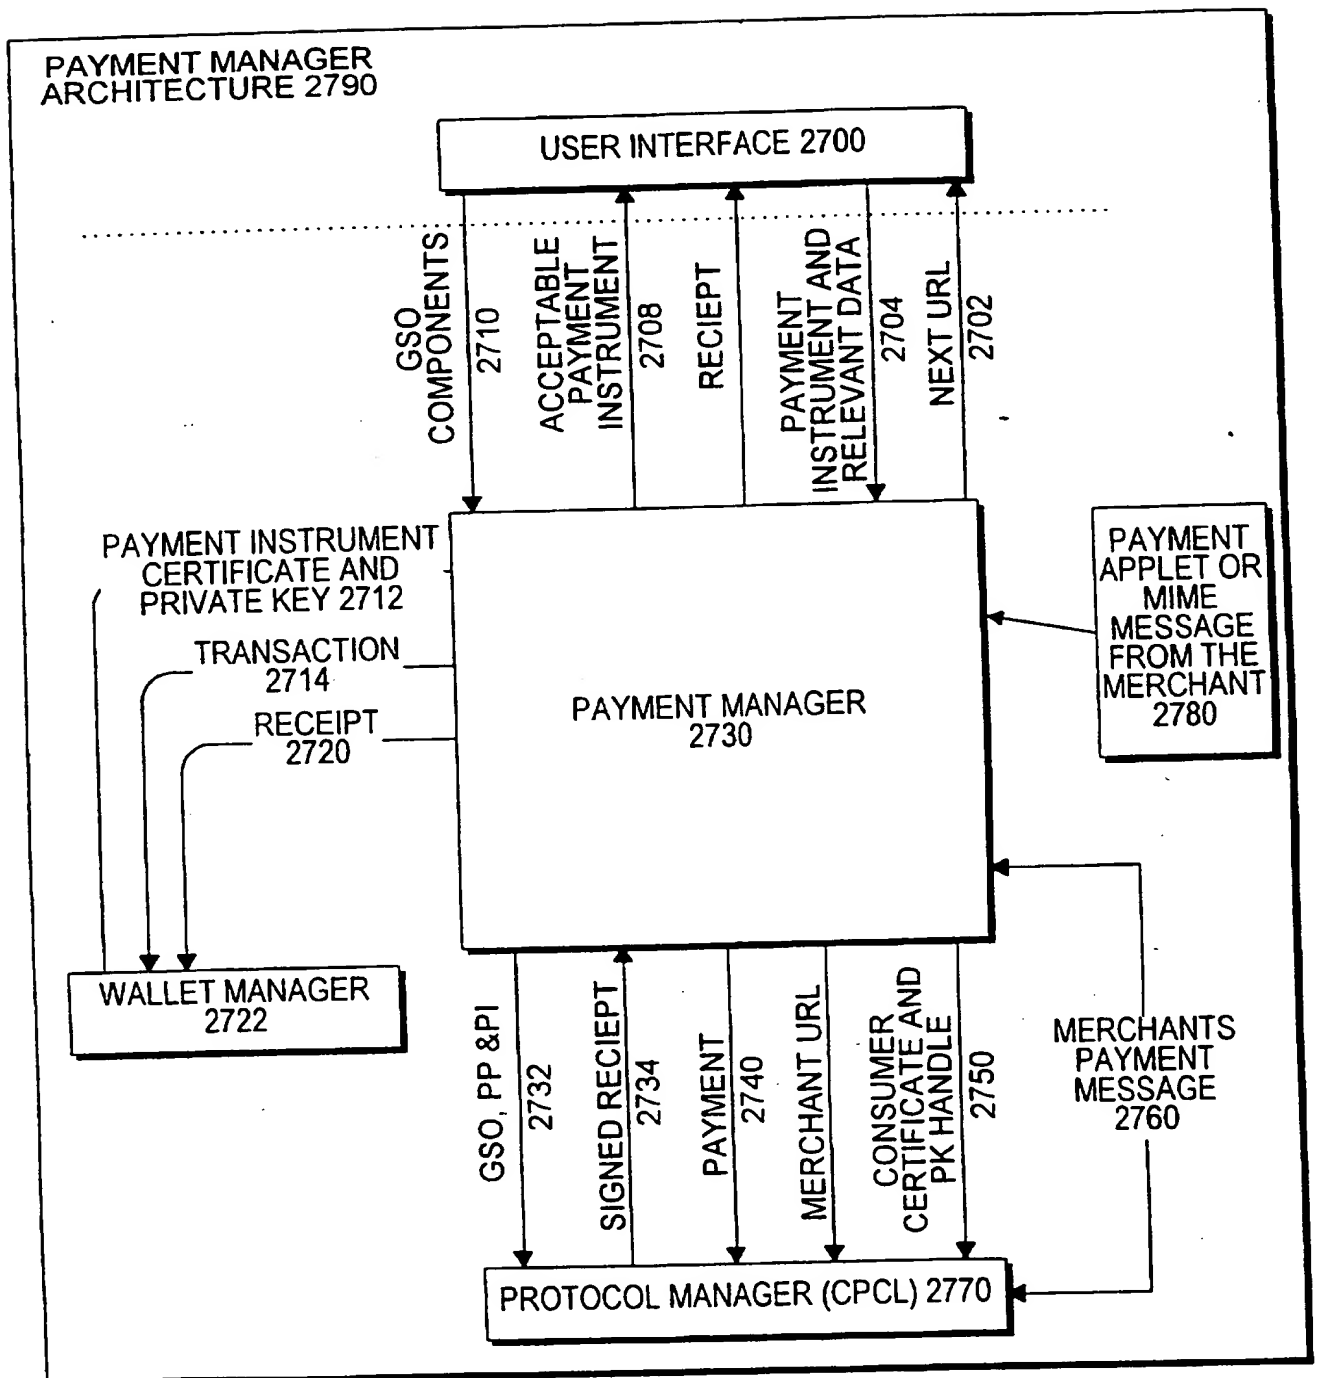 PAYMENT MANAGER
ARCHITECTURE 2790
USER INTERFACE 2700
GSO
COMPONENTS
2710
ACCEPTABLE
PAYMENT
INSTRUMENT
2708
RECIEPT
PAYMENT
INSTRUMENT AND
RELEVANT DATA
2704
NEXT URL
2702
PAYMENT INSTRUMENT
CERTIFICATE AND
PRIVATE KEY 2712
TRANSACTION
2714
RECEIPT
2720
PAYMENT MANAGER
2730
PAYMENT
APPLET OR
MIME
MESSAGE
FROM THE
MERCHANT
2780
WALLET MANAGER
2722
GSO, PP &PI
2732
SIGNED RECIEPT
2734
PAYMENT
2740
MERCHANT URL
CONSUMER
CERTIFICATE AND
PK HANDLE
2750
MERCHANTS
PAYMENT
MESSAGE
2760
PROTOCOL MANAGER (CPCL) 2770